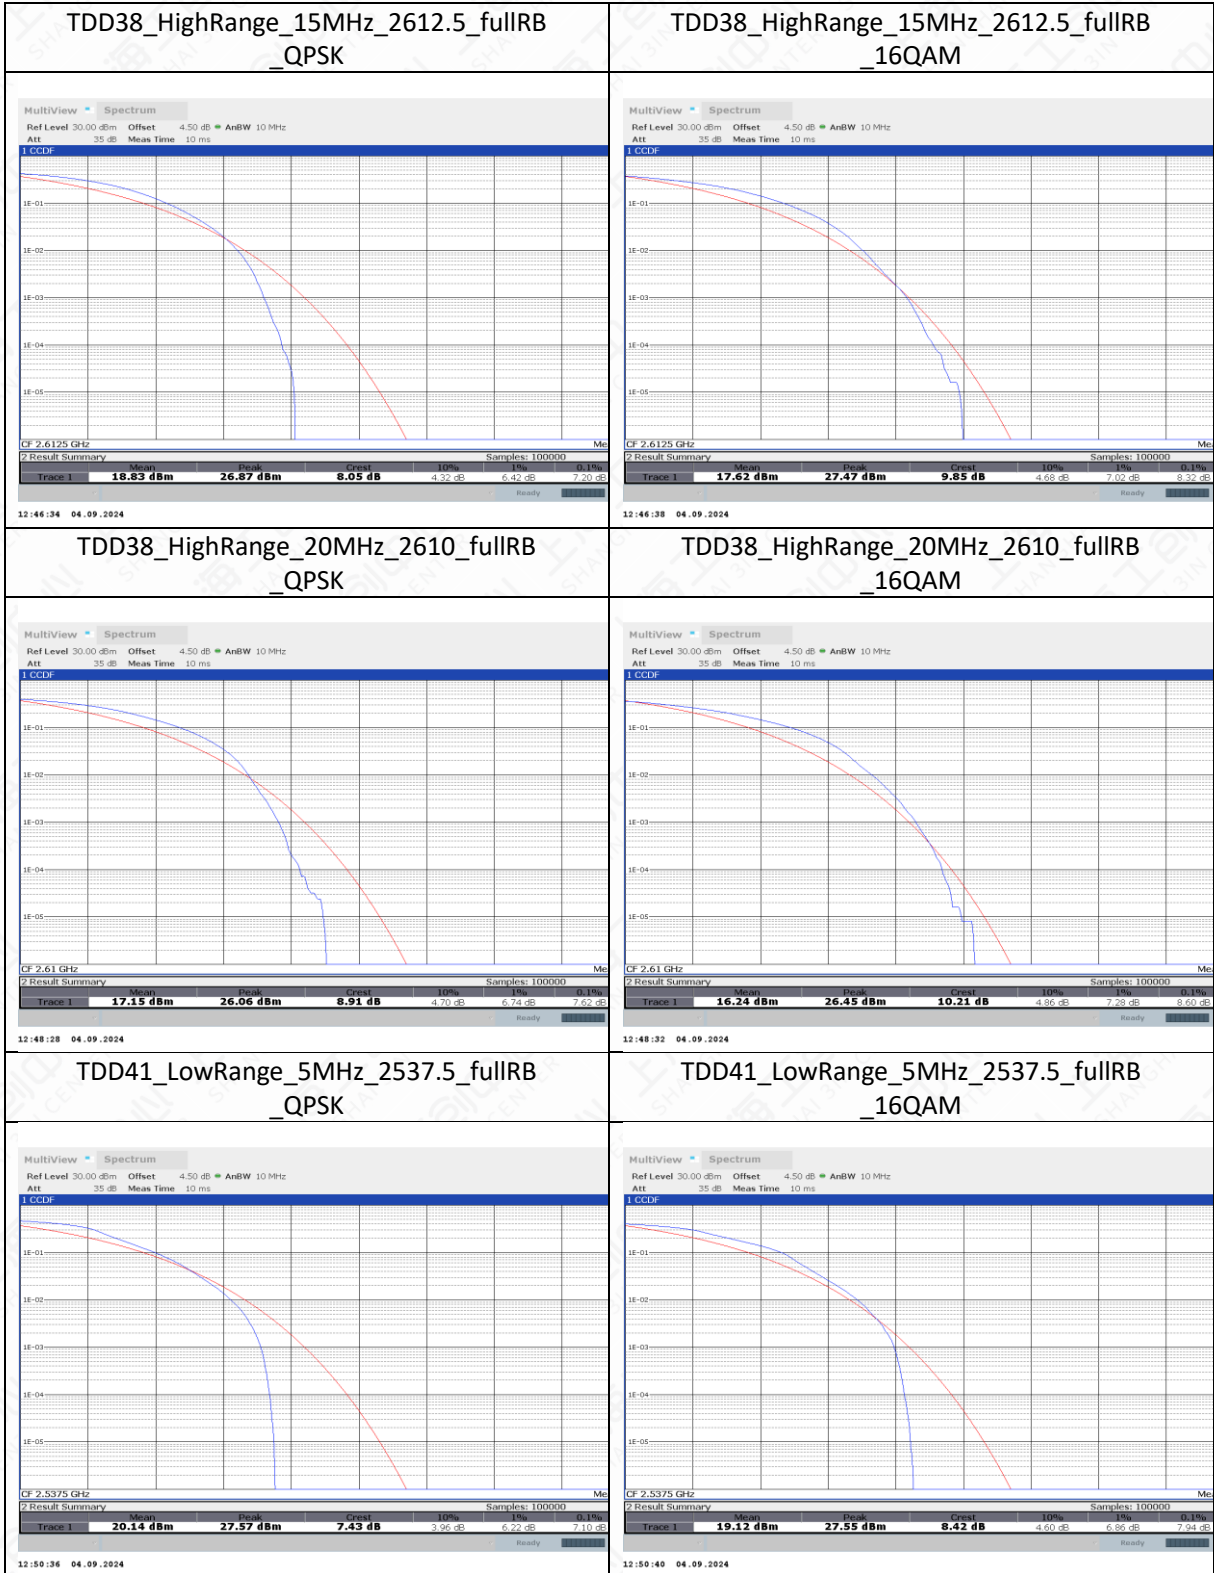 TDD38_HighRange_15MHz_2612.5_fullRB
_QPSK
TDD38_HighRange_15MHz_2612.5_fullRB
_16QAM
MultiView Spectrum
Ref Level 30.00 dBm Offset 4.50 dB AnBW 10 MHz
Att 35 dB Meas Time 10 ms
1 CCDF
1E-01
1E-02
1E-03
1E-04
1E-05
CF 2.6125 GHz Me
2 Result Summary Samples: 100000
Mean Peak Crest 10% 1% 0.1%
Trace 1 18.83 dBm 26.87 dBm 8.05 dB 4.32 dB 6.42 dB 7.20 dB
Ready
12:46:34 04.09.2024
MultiView Spectrum
Ref Level 30.00 dBm Offset 4.50 dB AnBW 10 MHz
Att 35 dB Meas Time 10 ms
1 CCDF
1E-01
1E-02
1E-03
1E-04
1E-05
CF 2.6125 GHz Me
2 Result Summary Samples: 100000
Mean Peak Crest 10% 1% 0.1%
Trace 1 17.62 dBm 27.47 dBm 9.85 dB 4.68 dB 7.02 dB 8.32 dB
Ready
12:46:38 04.09.2024
TDD38_HighRange_20MHz_2610_fullRB
_QPSK
TDD38_HighRange_20MHz_2610_fullRB
_16QAM
MultiView Spectrum
Ref Level 30.00 dBm Offset 4.50 dB AnBW 10 MHz
Att 35 dB Meas Time 10 ms
1 CCDF
1E-01
1E-02
1E-03
1E-04
1E-05
CF 2.61 GHz Me
2 Result Summary Samples: 100000
Mean Peak Crest 10% 1% 0.1%
Trace 1 17.15 dBm 26.06 dBm 8.91 dB 4.70 dB 6.74 dB 7.62 dB
Ready
12:48:28 04.09.2024
MultiView Spectrum
Ref Level 30.00 dBm Offset 4.50 dB AnBW 10 MHz
Att 35 dB Meas Time 10 ms
1 CCDF
1E-01
1E-02
1E-03
1E-04
1E-05
CF 2.61 GHz Me
2 Result Summary Samples: 100000
Mean Peak Crest 10% 1% 0.1%
Trace 1 16.24 dBm 26.45 dBm 10.21 dB 4.86 dB 7.28 dB 8.60 dB
Ready
12:48:32 04.09.2024
TDD41_LowRange_5MHz_2537.5_fullRB
_QPSK
TDD41_LowRange_5MHz_2537.5_fullRB
_16QAM
MultiView Spectrum
Ref Level 30.00 dBm Offset 4.50 dB AnBW 10 MHz
Att 35 dB Meas Time 10 ms
1 CCDF
1E-01
1E-02
1E-03
1E-04
1E-05
CF 2.5375 GHz Me
2 Result Summary Samples: 100000
Mean Peak Crest 10% 1% 0.1%
Trace 1 20.14 dBm 27.57 dBm 7.43 dB 3.96 dB 6.22 dB 7.10 dB
Ready
12:50:36 04.09.2024
MultiView Spectrum
Ref Level 30.00 dBm Offset 4.50 dB AnBW 10 MHz
Att 35 dB Meas Time 10 ms
1 CCDF
1E-01
1E-02
1E-03
1E-04
1E-05
CF 2.5375 GHz Me
2 Result Summary Samples: 100000
Mean Peak Crest 10% 1% 0.1%
Trace 1 19.12 dBm 27.55 dBm 8.42 dB 4.60 dB 6.86 dB 7.94 dB
Ready
12:50:40 04.09.2024